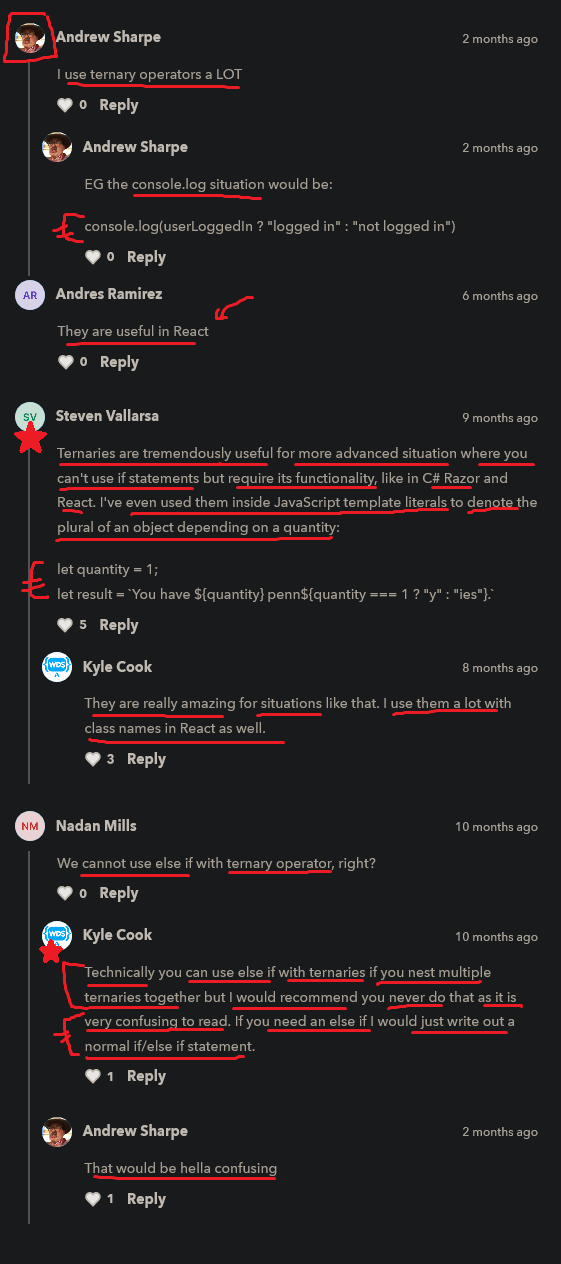 Andrew Sharpe
2 months ago
I use ternary operators a LOT
0 Reply
Andrew Sharpe
2 months ago
EG the console.log situation would be:
console.log(userLoggedIn ? "logged in" : "not logged in")
0 Reply
AR
Andres Ramirez
6 months ago
They are useful in React
0 Reply
SV
Steven Vallarsa
9 months ago
Ternaries are tremendously useful for more advanced situation where you
can't use if statements but require its functionality, like in C# Razor and
React. I've even used them inside JavaScript template literals to denote the
plural of an object depending on a quantity:
let quantity = 1;
let result = `You have ${quantity} penn${quantity === 1 ? "y" : "ies"}.`
5 Reply
WDS
Kyle Cook
8 months ago
They are really amazing for situations like that. I use them a lot with
class names in React as well.
3 Reply
NM
Nadan Mills
10 months ago
We cannot use else if with ternary operator, right?
0 Reply
WDS
Kyle Cook
10 months ago
Technically you can use else if with ternaries if you nest multiple
ternaries together but I would recommend you never do that as it is
very confusing to read. If you need an else if I would just write out a
normal if/else if statement.
1 Reply
Andrew Sharpe
2 months ago
That would be hella confusing
1 Reply